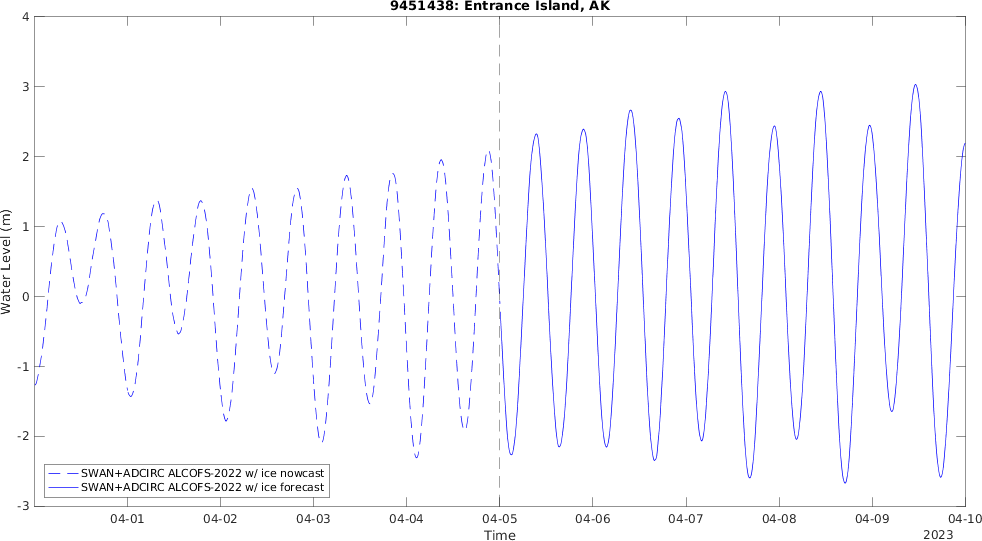 9451438: Entrance Island, AK
Water Level (m)
4
3
2
1
0
-1
-2
-3
SWAN+ADCIRC ALCOFS-2022 w/ ice nowcast
SWAN+ADCIRC ALCOFS-2022 w/ ice forecast
04-01 04-02 04-03 04-04 04-05 04-06 04-07 04-08 04-09 04-10
Time
2023